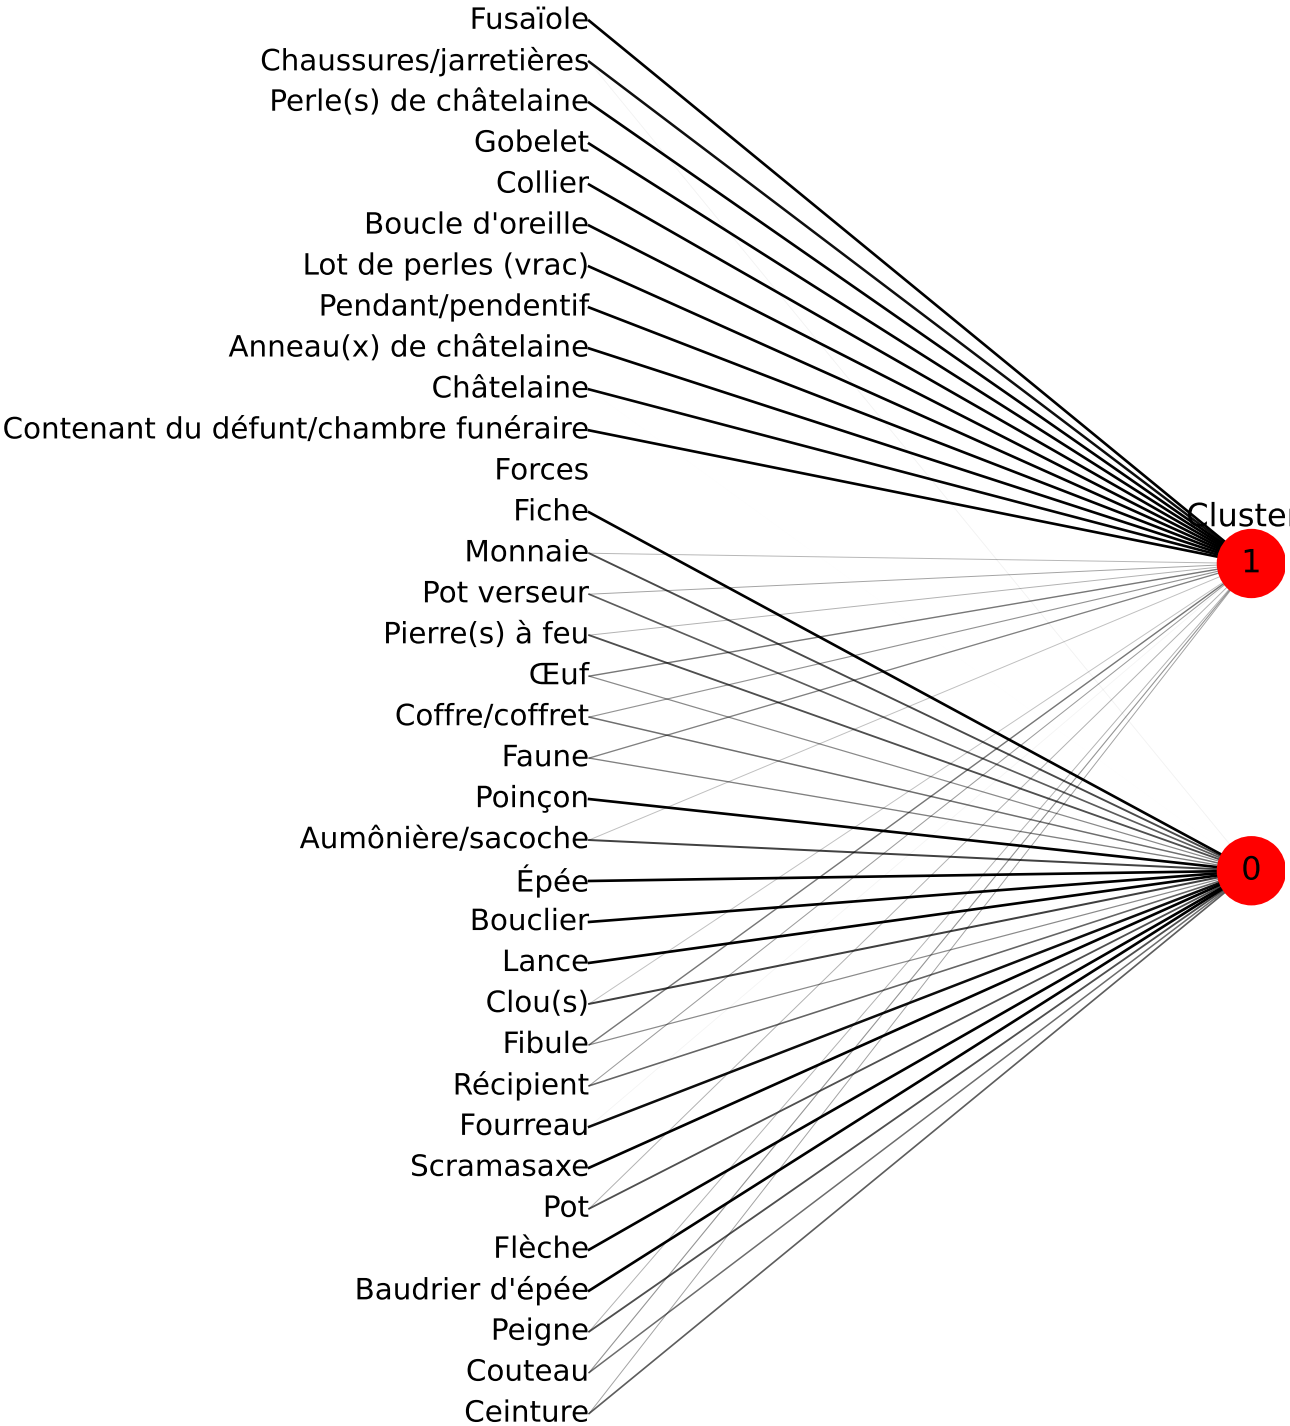 Fusaïole
Chaussures/jarretières
Perle(s) de châtelaine
Gobelet
Collier
Boucle d'oreille
Lot de perles (vrac)
Pendant/pendentif
Anneau(x) de châtelaine
Châtelaine
Contenant du défunt/chambre funéraire
Forces
Fiche
Cluster
Monnaie
1
Pot verseur
Pierre(s) à feu
Œuf
Coffre/coffret
Faune
Poinçon
Aumônière/sacoche
0
Épée
Bouclier
Lance
Clou(s)
Fibule
Récipient
Fourreau
Scramasaxe
Pot
Flèche
Baudrier d'épée
Peigne
Couteau
Ceinture